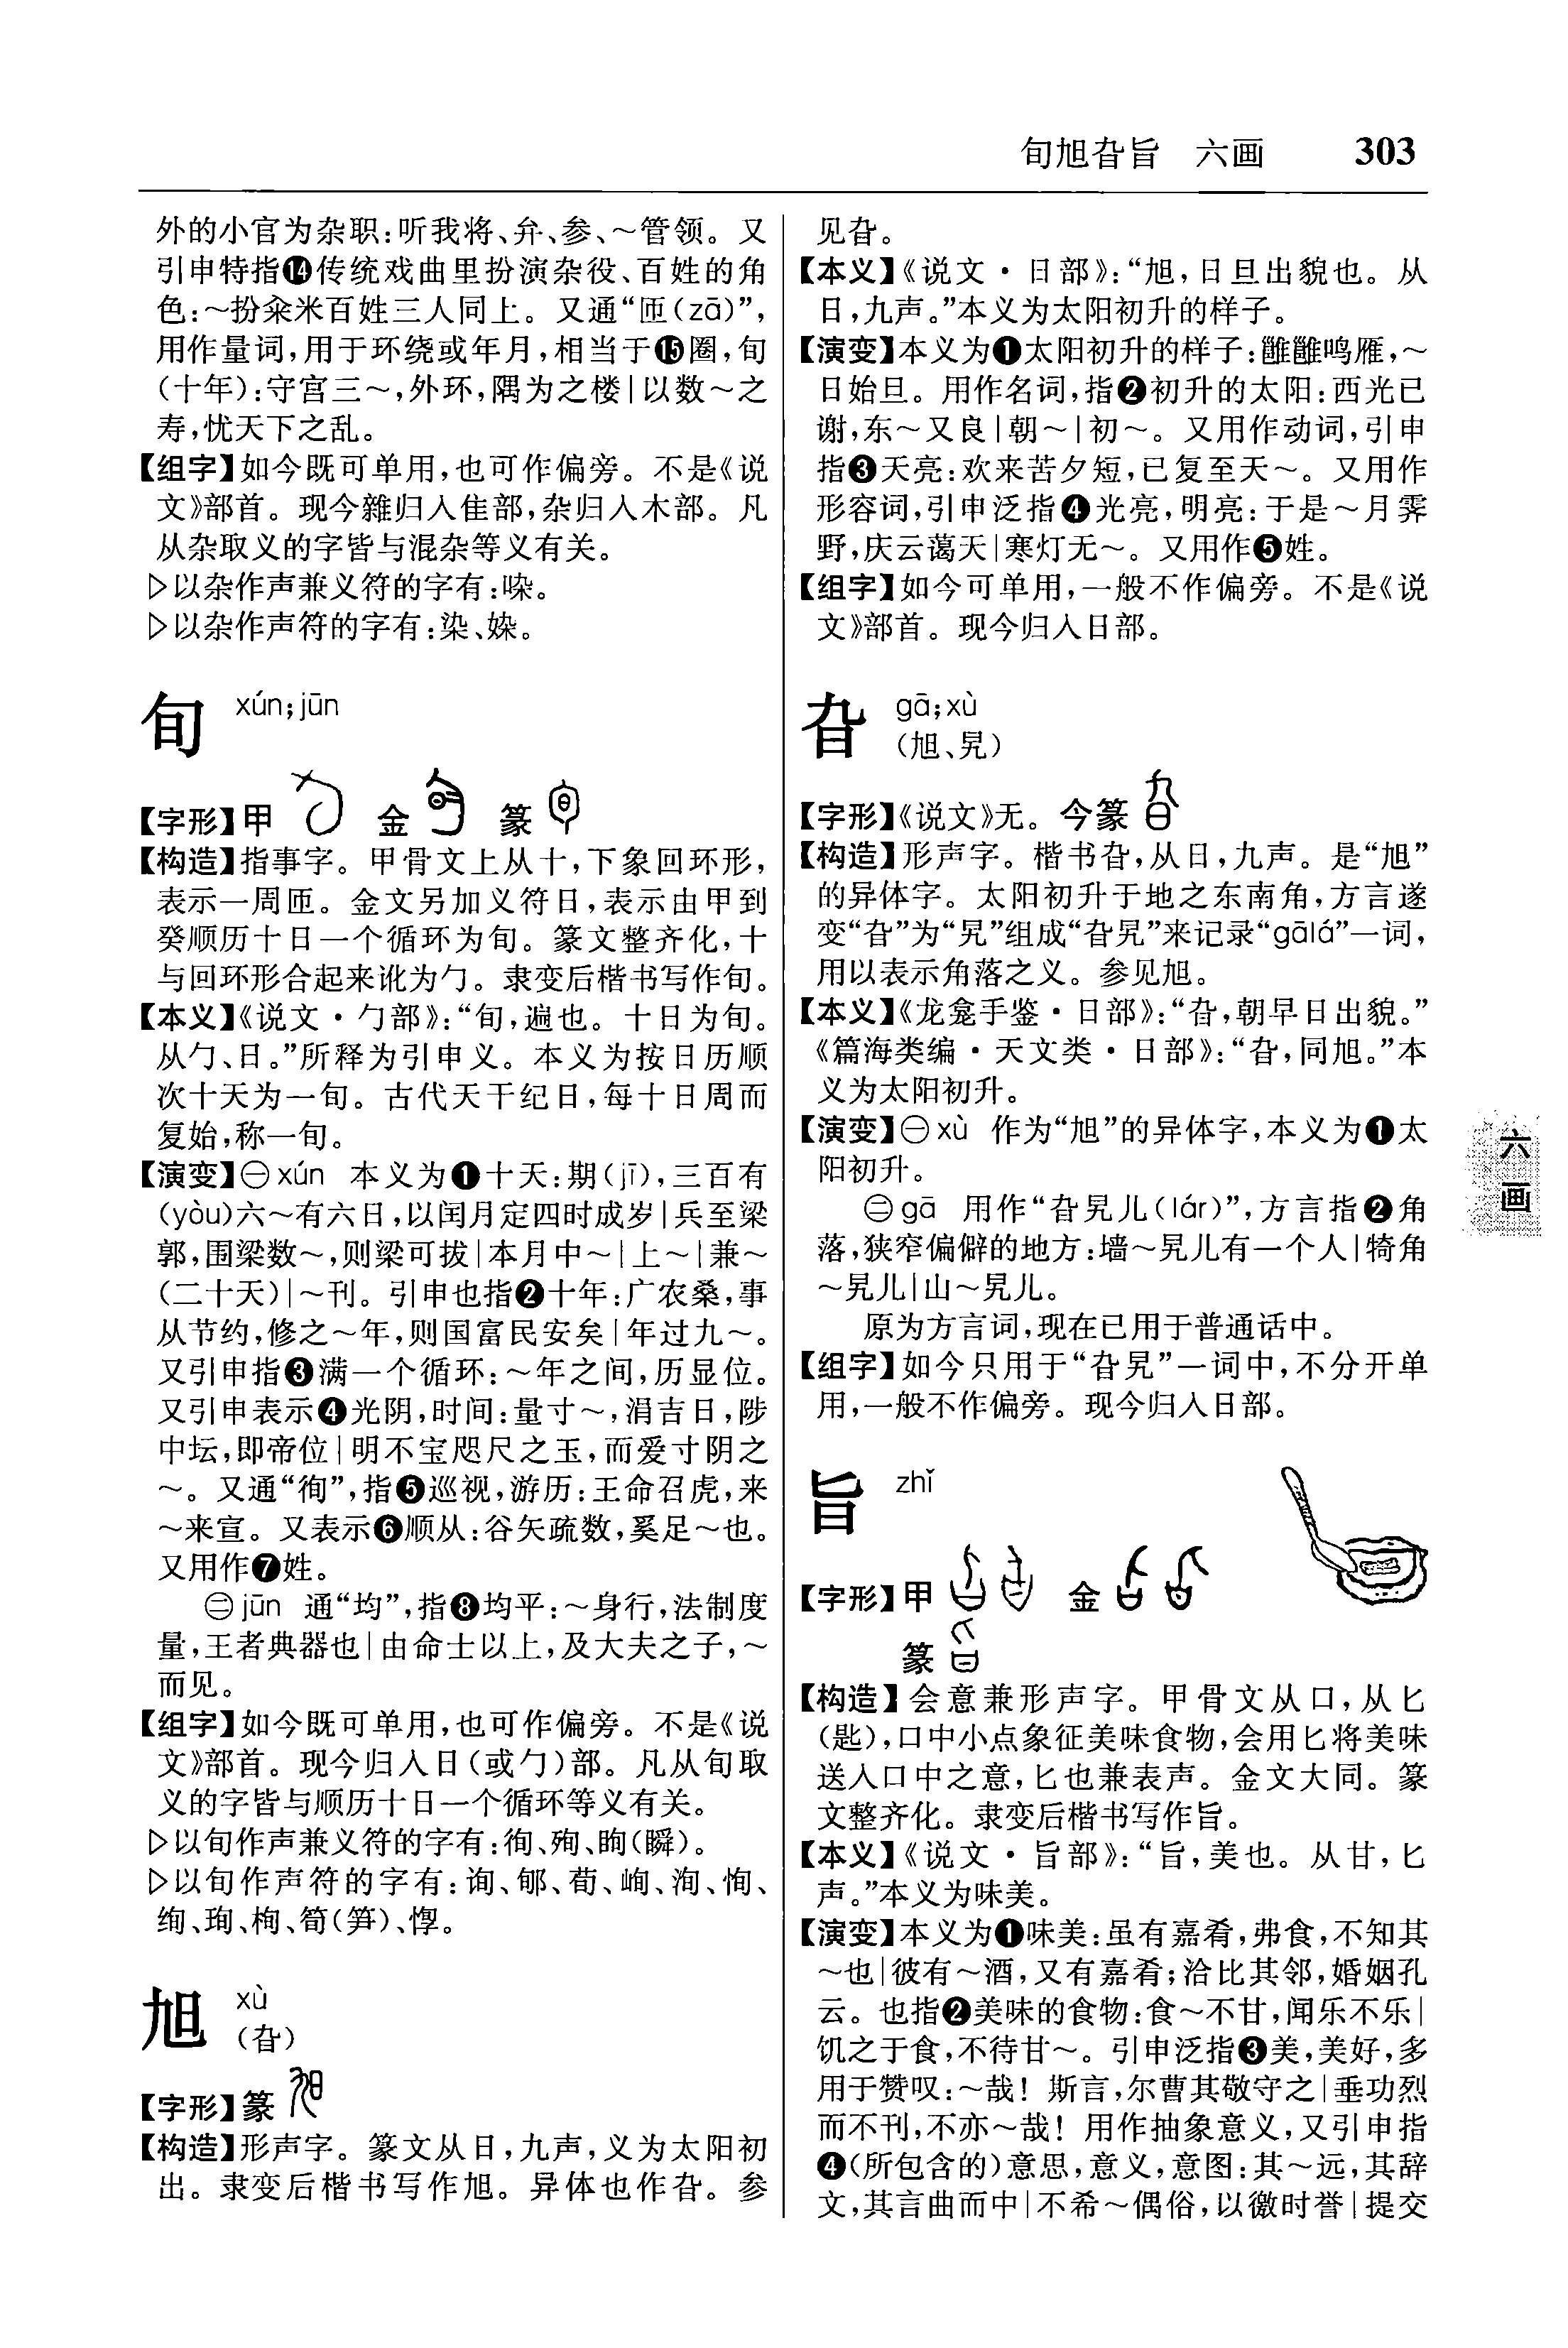 旬旭旮旨　六画　303
外的小官为杂职:听我将、弁、参、～管领。又
引申特指⓮传统戏曲里扮演杂役、百姓的角
色:～扮籴米百姓三人同上。又通“匝(zā)”,
用作量词,用于环绕或年月,相当于⓯圈,旬
(十年):守宫三～,外环,隅为之楼|以数～之
寿,忧天下之乱。
【组字】如今既可单用,也可作偏旁。不是《说
文》部首。现今雜归入隹部,杂归入木部。凡
从杂取义的字皆与混杂等义有关。
▷以杂作声兼义符的字有:喿。
▷以杂作声符的字有:染、媣。
旬 xún;jūn
【字形】甲 金 篆
【构造】指事字。甲骨文上从十,下象回环形,
表示一周匝。金文另加义符日,表示由甲到
癸顺历十日一个循环为旬。篆文整齐化,十
与回环形合起来讹为勹。隶变后楷书写作旬。
【本义】《说文·勹部》:“旬,遍也。十日为旬。
从勹、日。”所释为引申义。本义为按日历顺
次十天为一旬。古代天干纪日,每十日周而
复始,称一旬。
【演变】㊀xún 本义为❶十天:期(jī),三百有
(yòu)六～有六日,以闰月定四时成岁|兵至梁
郭,围梁数～,则梁可拔|本月中～|上～|兼～
(二十天)|～刊。引申也指❷十年:广农桑,事
从节约,修之～年,则国富民安矣|年过九～。
又引申指❸满一个循环:～年之间,历显位。
又引申表示❹光阴,时间:量寸～,涓吉日,陟
中坛,即帝位|明不宝咫尺之玉,而爱寸阴之
～。又通“徇”,指❺巡视,游历:王命召虎,来
～来宣。又表示❻顺从:谷矢疏数,奚足～也。
又用作❼姓。
㊁jūn 通“均”,指❽均平:～身行,法制度
量,王者典器也|由命士以上,及大夫之子,～
而见。
【组字】如今既可单用,也可作偏旁。不是《说
文》部首。现今归入日(或勹)部。凡从旬取
义的字皆与顺历十日一个循环等义有关。
▷以旬作声兼义符的字有:徇、殉、眴(瞬)。
▷以旬作声符的字有:询、郇、荀、峋、洵、恂、
绚、珣、栒、筍(笋)、惸。
旭 xù
(旮)
【字形】篆
【构造】形声字。篆文从日,九声,义为太阳初
出。隶变后楷书写作旭。异体也作旮。参
见旮。
【本义】《说文·日部》:“旭,日旦出貌也。从
日,九声。”本义为太阳初升的样子。
【演变】本义为❶太阳初升的样子:雝雝鸣雁,～
日始旦。用作名词,指❷初升的太阳:西光已
谢,东～又良|朝～|初～。又用作动词,引申
指❸天亮:欢来苦夕短,已复至天～。又用作
形容词,引申泛指❹光亮,明亮:于是～月霁
野,庆云蔼天|寒灯无～。又用作❺姓。
【组字】如今可单用,一般不作偏旁。不是《说
文》部首。现今归入日部。
旮 gā;xù
(旭、旯)
【字形】《说文》无。今篆
【构造】形声字。楷书旮,从日,九声。是“旭”
的异体字。太阳初升于地之东南角,方言遂
变“旮”为“旯”组成“旮旯”来记录“gālá”一词,
用以表示角落之义。参见旭。
【本义】《龙龛手鉴·日部》:“旮,朝早日出貌。”
《篇海类编·天文类·日部》:“旮,同旭。”本
义为太阳初升。
【演变】㊀xù 作为“旭”的异体字,本义为❶太
阳初升。
㊁gā 用作“旮旯儿(lár)”,方言指❷角
落,狭窄偏僻的地方:墙～旯儿有一个人|犄角
～旯儿|山～旯儿。
原为方言词,现在已用于普通话中。
【组字】如今只用于“旮旯”一词中,不分开单
用,一般不作偏旁。现今归入日部。
旨 zhǐ
【字形】甲 金
篆
【构造】会意兼形声字。甲骨文从口,从匕
(匙),口中小点象征美味食物,会用匕将美味
送入口中之意,匕也兼表声。金文大同。篆
文整齐化。隶变后楷书写作旨。
【本义】《说文·旨部》:“旨,美也。从甘,匕
声。”本义为味美。
【演变】本义为❶味美:虽有嘉肴,弗食,不知其
～也|彼有～酒,又有嘉肴;洽比其邻,婚姻孔
云。也指❷美味的食物:食～不甘,闻乐不乐|
饥之于食,不待甘～。引申泛指❸美,美好,多
用于赞叹:～哉！斯言,尔曹其敬守之|垂功烈
而不刊,不亦～哉！用作抽象意义,又引申指
❹(所包含的)意思,意义,意图:其～远,其辞
文,其言曲而中|不希～偶俗,以徼时誉|提交
六画